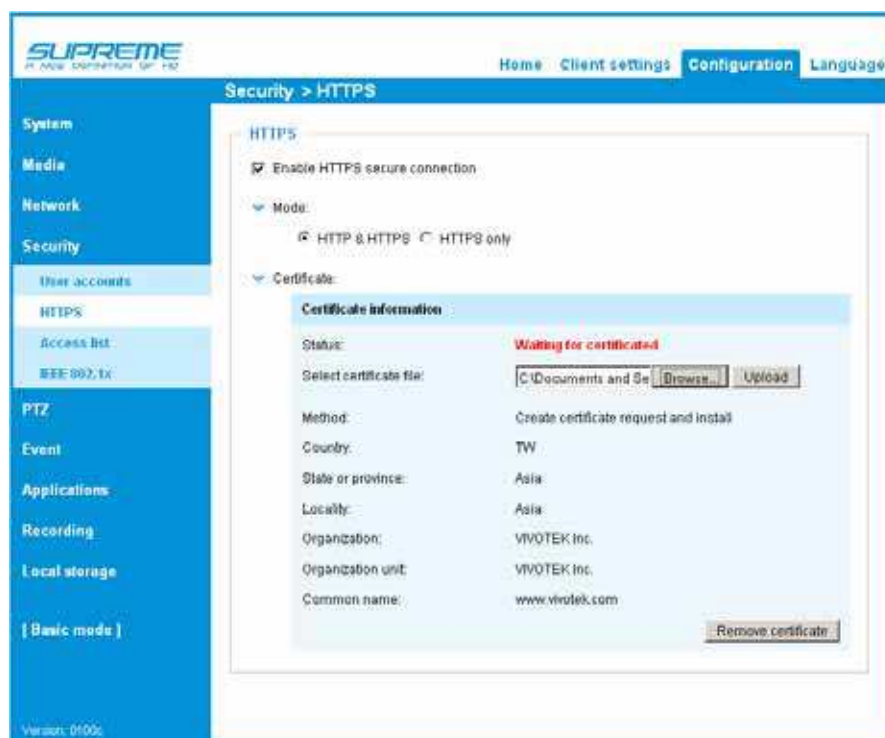 SUPREME
A NEW DEFINITION OF HD
Home Client settings Configuration Language
Security > HTTPS
System
Media
Network
Security
User accounts
HTTPS
Access list
IEEE 802.1x
PTZ
Event
Applications
Recording
Local storage
[ Basic mode ]
Version: 0100c
HTTPS
Enable HTTPS secure connection
Mode:
HTTP & HTTPS HTTPS only
Certificate:
Certificate information
Status: Waiting for certificated
Select certificate file: C:\Documents and Se Browse... Upload
Method: Create certificate request and install
Country: TW
State or province: Asia
Locality: Asia
Organization: VIVOTEK Inc.
Organization unit: VIVOTEK Inc.
Common name: www.vivotek.com
Remove certificate